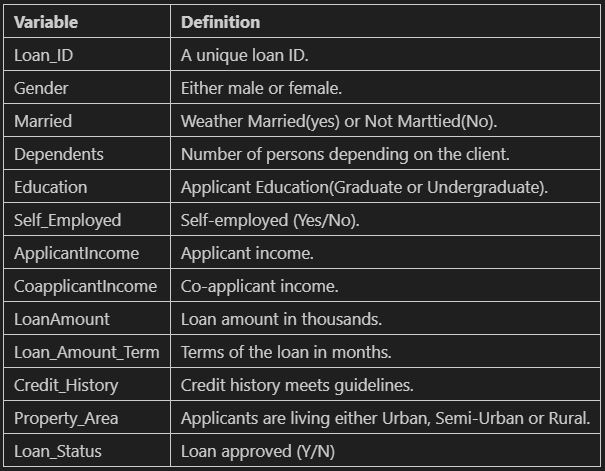 Variable Definition
Loan_ID A unique loan ID.
Gender Either male or female.
Married Weather Married(yes) or Not Marttied(No).
Dependents Number of persons depending on the client.
Education Applicant Education(Graduate or Undergraduate).
Self_Employed Self-employed (Yes/No).
ApplicantIncome Applicant income.
CoapplicantIncome Co-applicant income.
LoanAmount Loan amount in thousands.
Loan_Amount_Term Terms of the loan in months.
Credit_History Credit history meets guidelines.
Property_Area Applicants are living either Urban, Semi-Urban or Rural.
Loan_Status Loan approved (Y/N)